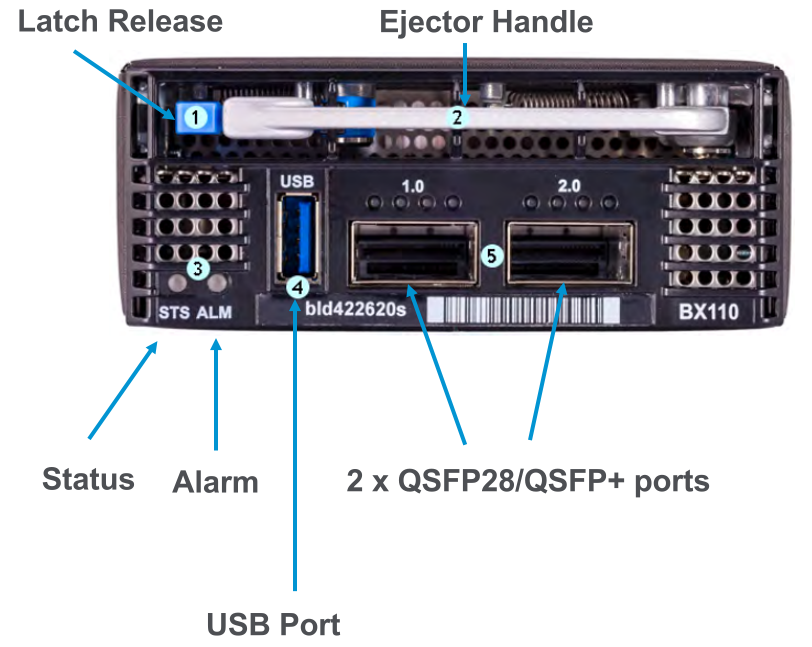 Latch Release
Ejector Handle
1
2
USB
1.0
2.0
3
4
5
STS ALM
bld422620s
BX110
Status
Alarm
2 x QSFP28/QSFP+ ports
USB Port